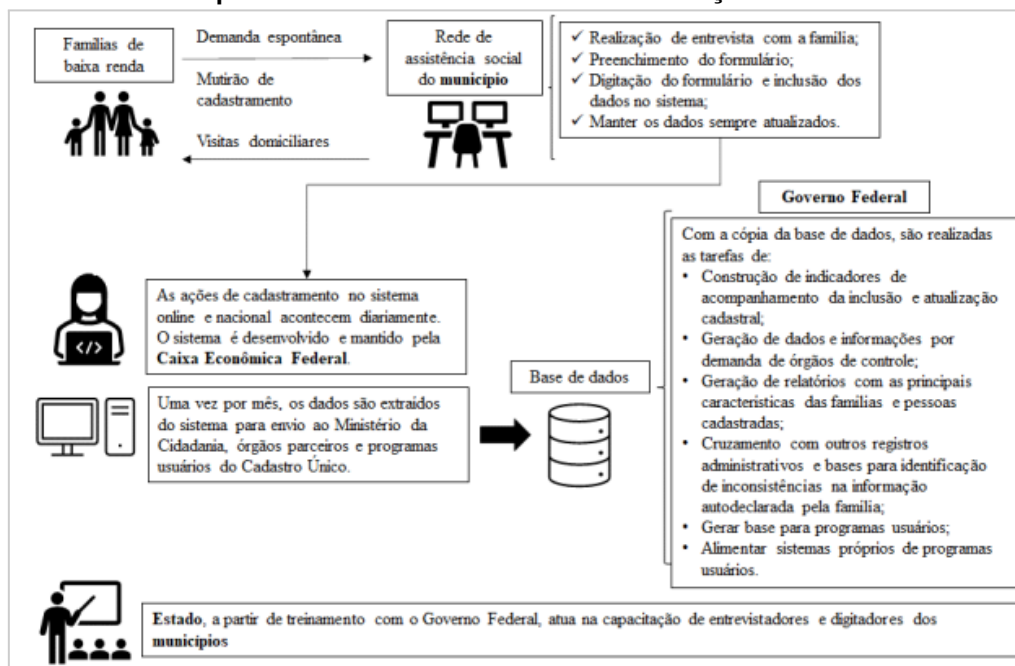 Famílias de
baixa renda
Demanda espontânea
Mutirão de
cadastramento
Visitas domiciliares
Rede de
assistência social
do município
✓ Realização de entrevista com a familia;
✓ Preenchimento do formulário;
✓ Digitação do formulário e inclusão dos
dados no sistema;
✓ Manter os dados sempre atualizados.
As ações de cadastramento no sistema
online e nacional acontecem diariamente.
O sistema é desenvolvido e mantido pela
Caixa Econômica Federal.
Uma vez por mês, os dados são extraidos
do sistema para envio ao Ministério da
Cidadania, órgãos parceiros e programas
usuários do Cadastro Único.
Base de dados
Governo Federal
Com a cópia da base de dados, são realizadas
as tarefas de:
• Construção de indicadores de
acompanhamento da inclusão e atualização
cadastral;
• Geração de dados e informações por
demanda de órgãos de controle;
• Geração de relatórios com as principais
caracteristicas das familias e pessoas
cadastradas;
• Cruzamento com outros registros
administrativos e bases para identificação
de inconsistências na informação
autodeclarada pela familia;
• Gerar base para programas usuários;
• Alimentar sistemas próprios de programas
usuários.
Estado, a partir de treinamento com o Governo Federal, atua na capacitação de entrevistadores e digitadores dos
municípios